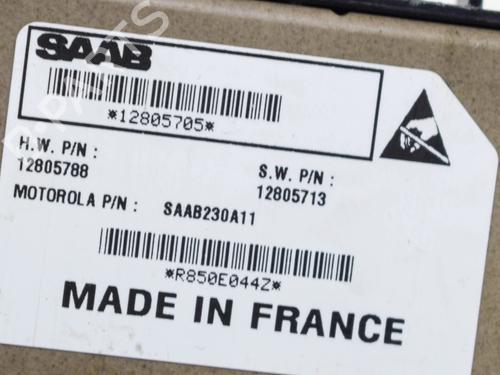 SAAB
*12805705*
H.W. P/N :
12805788
S.W. P/N :
12805713
MOTOROLA P/N : SAAB230A11
*R850E044Z*
MADE IN FRANCE